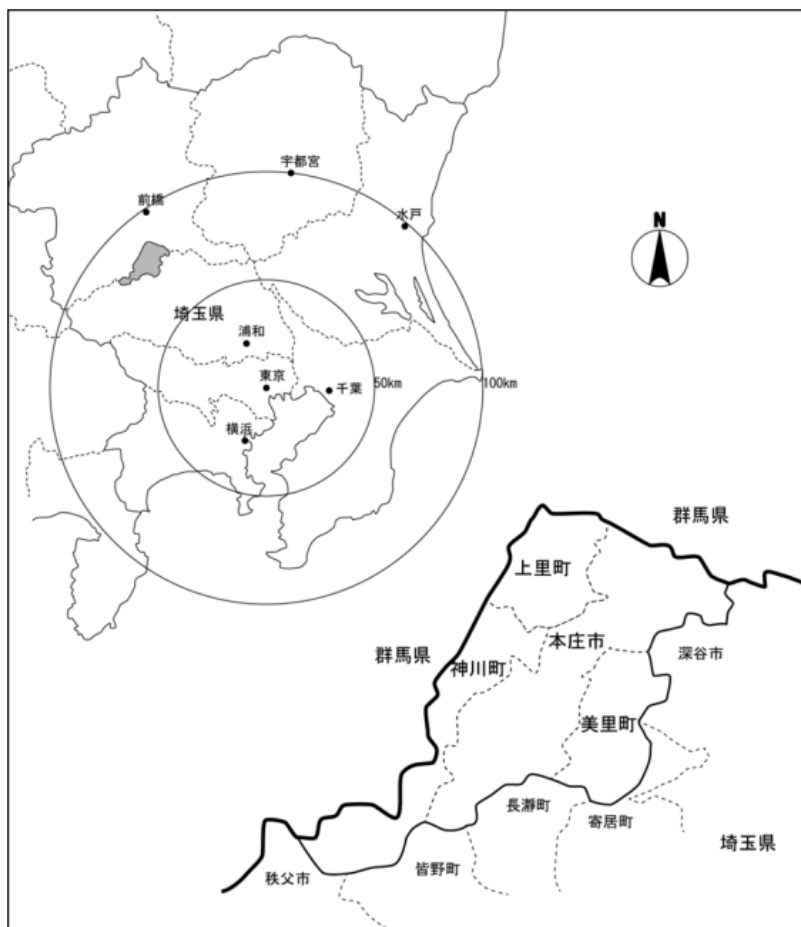 宇都宮
前橋
水戸
N
埼玉県
浦和
東京
千葉
50km
100km
横浜
群馬県
上里町
本庄市
群馬県
神川町
深谷市
美里町
長瀞町
寄居町
埼玉県
皆野町
秩父市